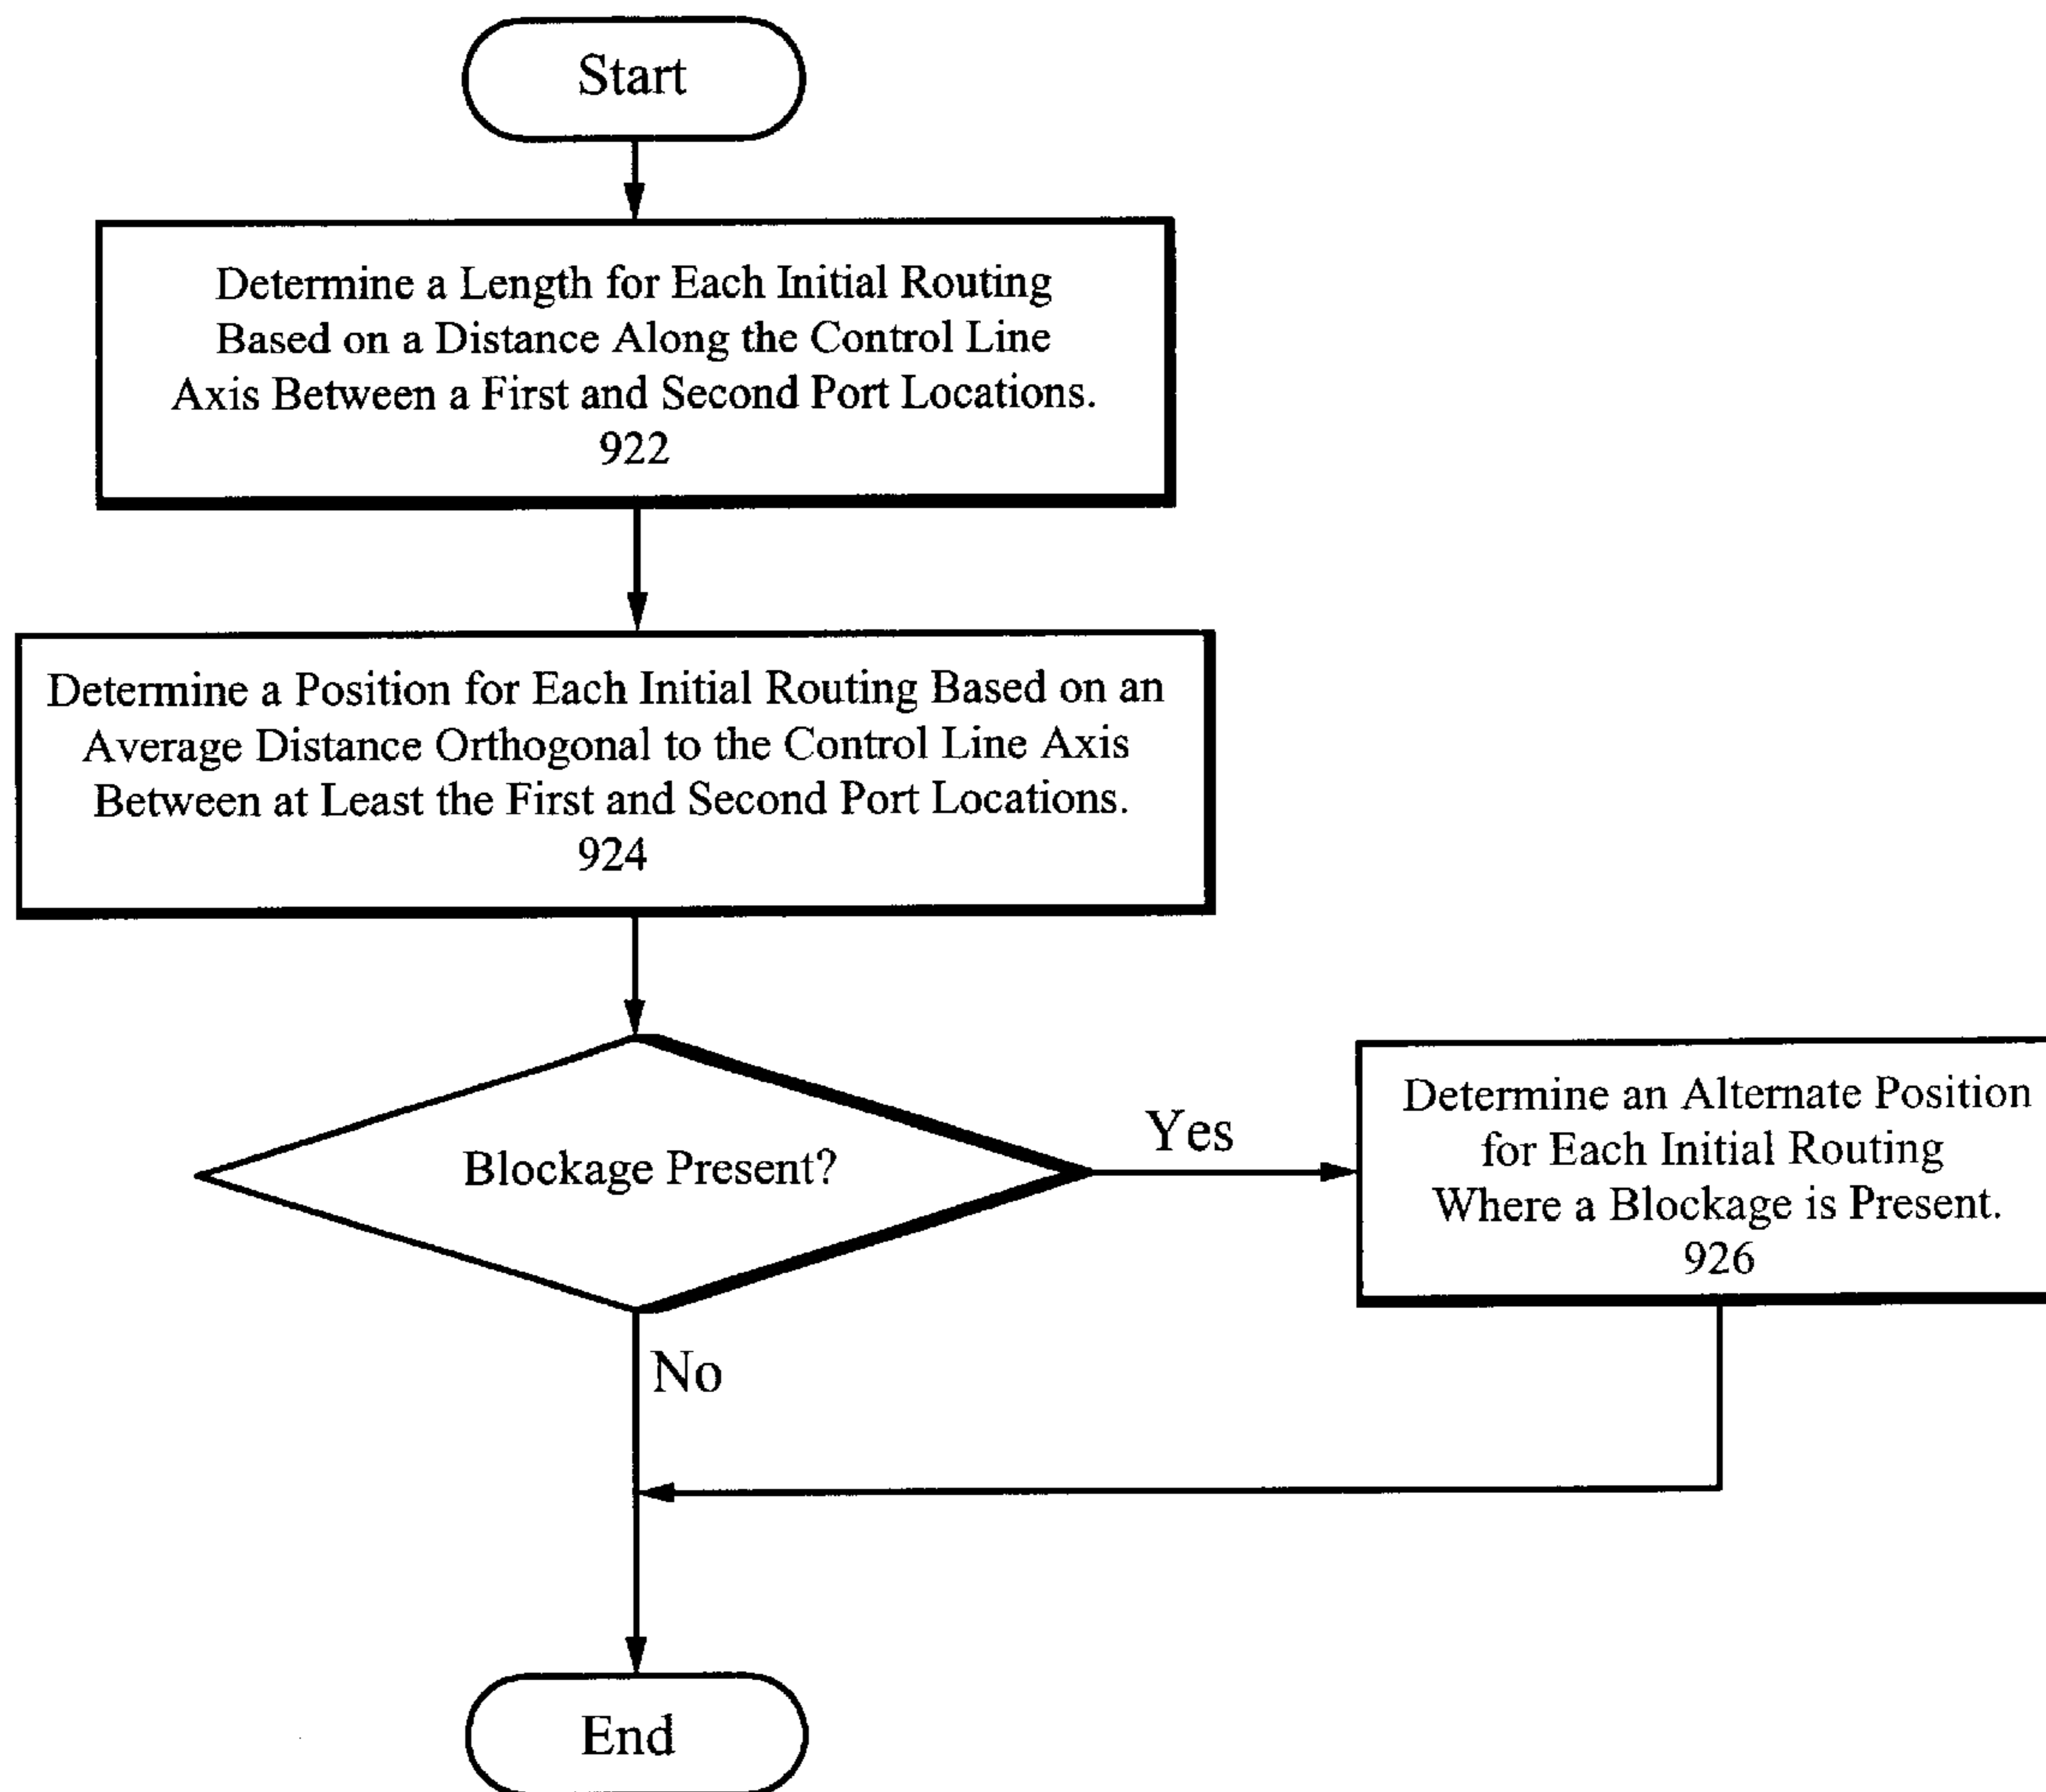 Start
Determine a Length for Each Initial Routing
Based on a Distance Along the Control Line
Axis Between a First and Second Port Locations.
922
Determine a Position for Each Initial Routing Based on an
Average Distance Orthogonal to the Control Line Axis
Between at Least the First and Second Port Locations.
924
Blockage Present?
Yes
Determine an Alternate Position
for Each Initial Routing
Where a Blockage is Present.
926
No
End